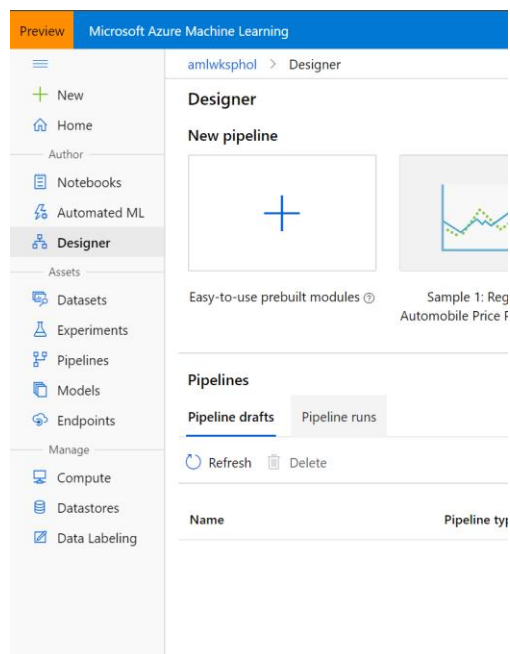 Preview Microsoft Azure Machine Learning
amlwksphol > Designer
New
Home
Author
Notebooks
Automated ML
Designer
Assets
Datasets
Experiments
Pipelines
Models
Endpoints
Manage
Compute
Datastores
Data Labeling
Designer
New pipeline
Easy-to-use prebuilt modules
Sample 1: Reg
Automobile Price P
Pipelines
Pipeline drafts Pipeline runs
Refresh Delete
Name Pipeline typ